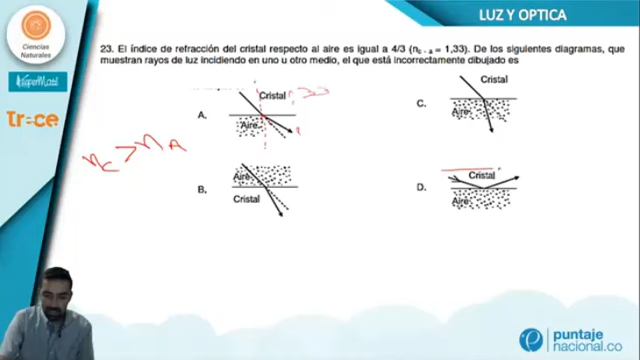 LUZ Y OPTICA
Ciencias
Naturales
23. El índice de refracción del cristal respecto al aire es igual a 4/3 (nc - a = 1,33). De los siguientes diagramas, que
muestran rayos de luz incidiendo en uno u otro medio, el que está incorrectamente dibujado es
A.
Cristal
Aire
B.
Aire
Cristal
C.
Cristal
Aire
D.
Cristal
Aire
nc > nA
puntaje
nacional.co